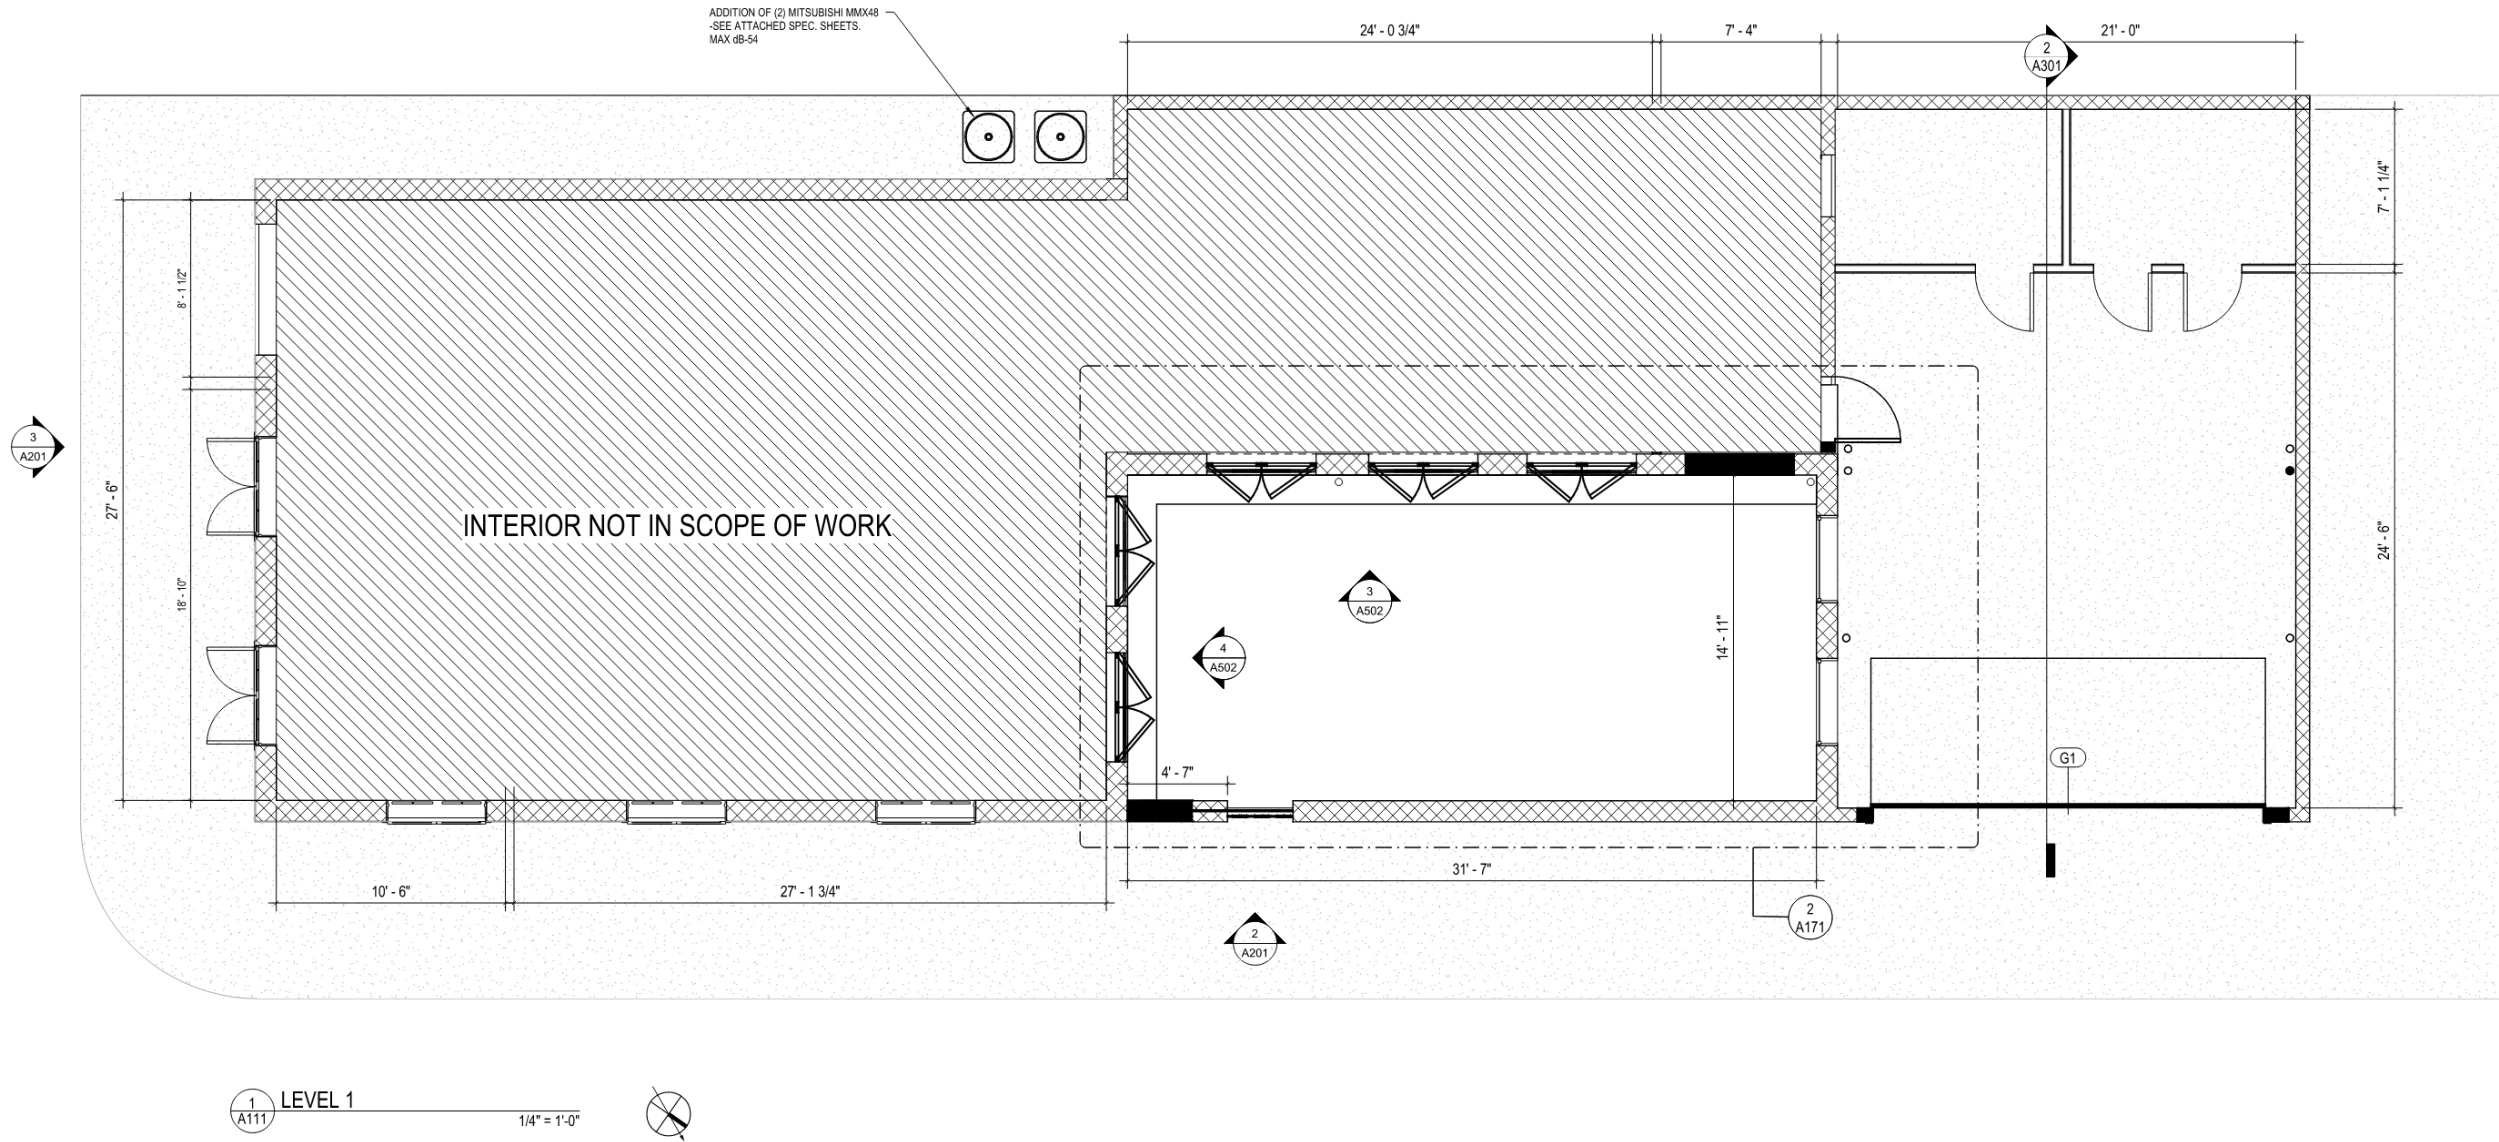 ADDITION OF (2) MITSUBISHI MMX48
-SEE ATTACHED SPEC. SHEETS.
MAX dB-54
24' - 0 3/4"
7' - 4"
21' - 0"
2
A301
7' - 1 1/4"
8' - 1 1/2"
27' - 6"
3
A201
18' - 10"
INTERIOR NOT IN SCOPE OF WORK
3
A502
4
A502
14' - 11"
24' - 6"
G1
4' - 7"
31' - 7"
10' - 6"
27' - 1 3/4"
2
A171
2
A201
1
A111
LEVEL 1
1/4" = 1'-0"